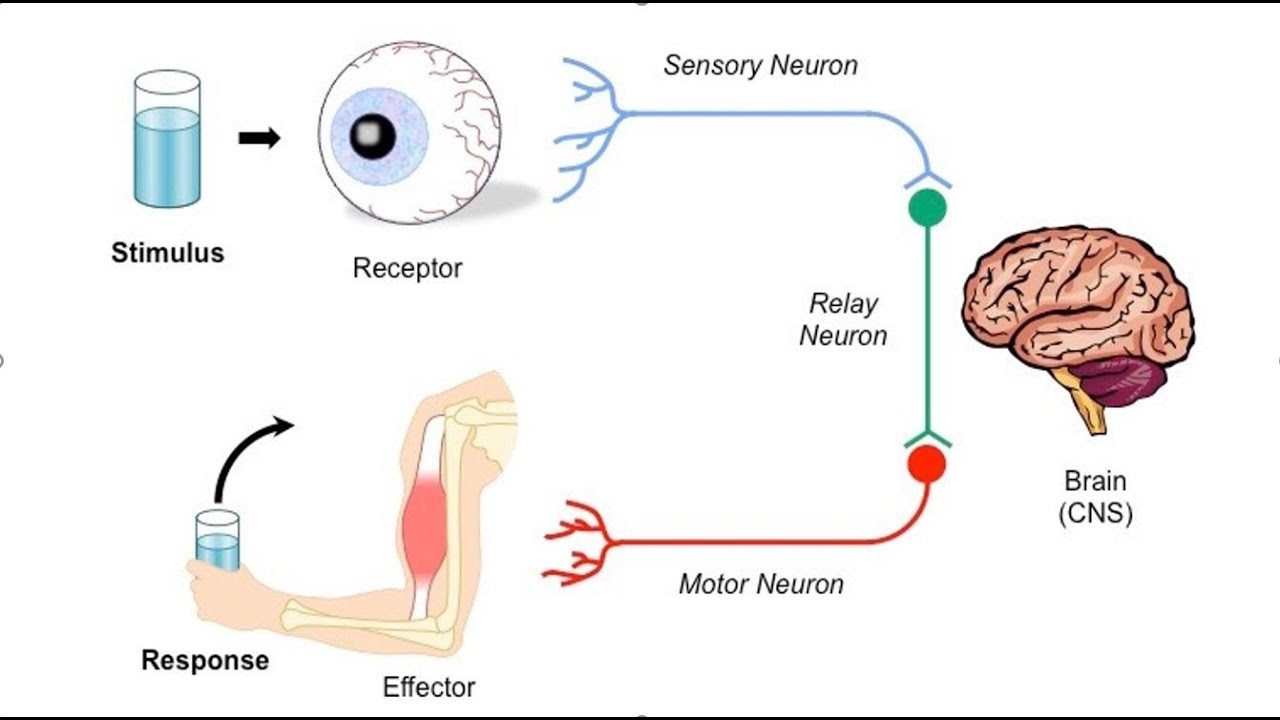 Sensory Neuron
Stimulus
Receptor
Relay
Neuron
Brain
(CNS)
Motor Neuron
Response
Effector